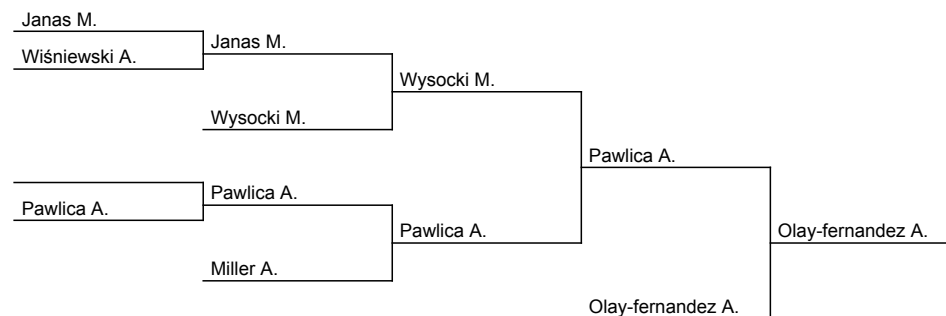 Janas M.
Wiśniewski A.
Janas M.
Wysocki M.
Wysocki M.
Pawlica A.
Pawlica A.
Pawlica A.
Miller A.
Pawlica A.
Olay-fernandez A.
Olay-fernandez A.